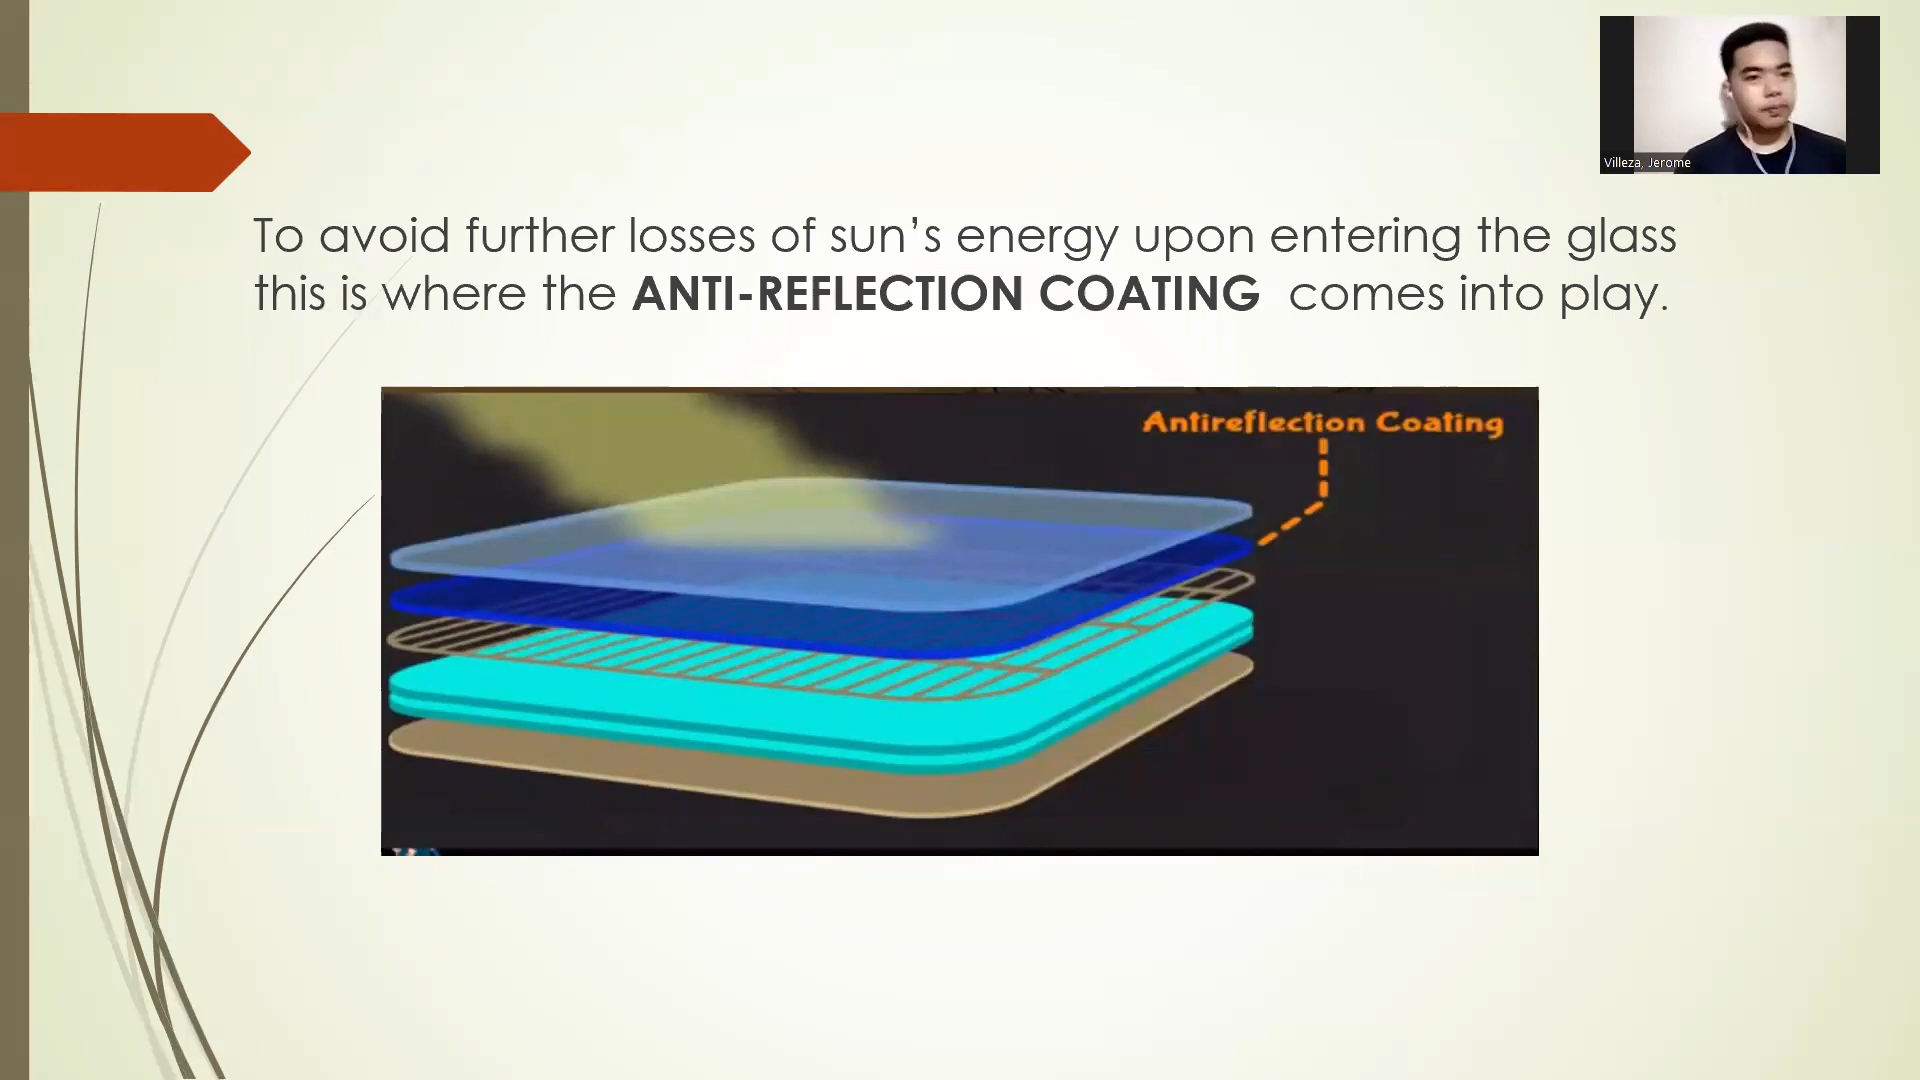 Villeza, Jerome
To avoid further losses of sun’s energy upon entering the glass
this is where the ANTI-REFLECTION COATING comes into play.
Antireflection Coating